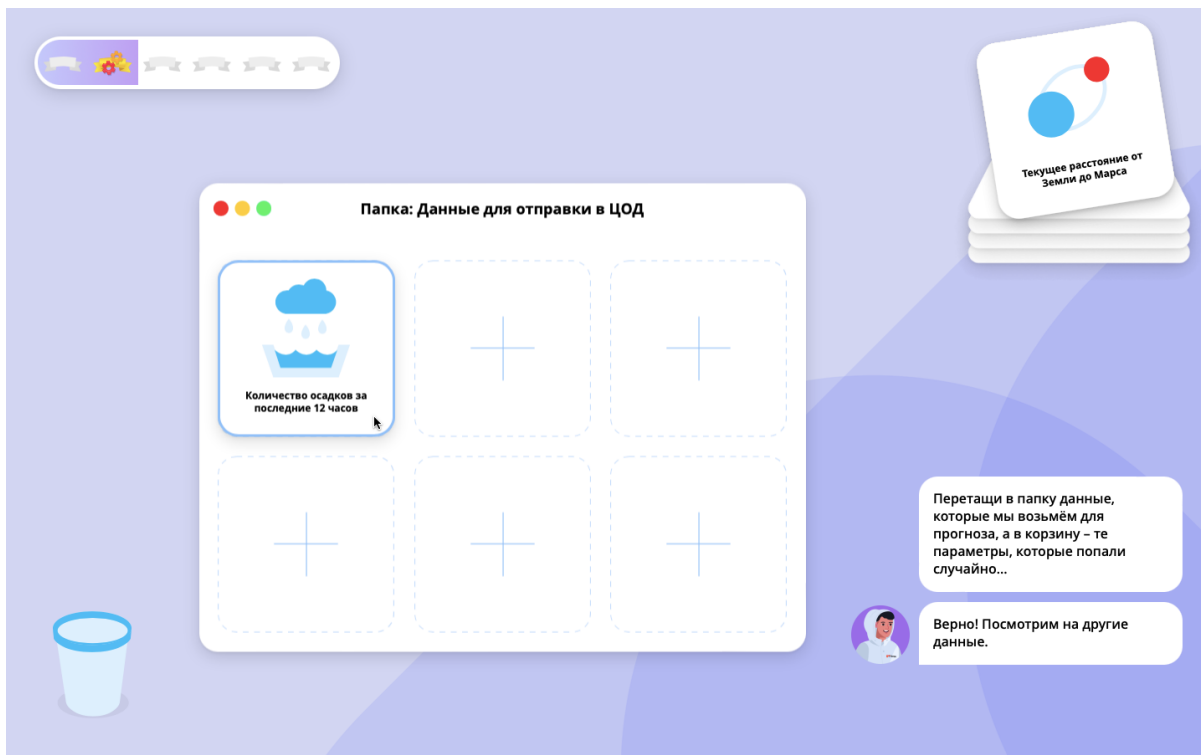 Текущее расстояние от
Земли до Марса
Папка: Данные для отправки в ЦОД
Количество осадков за
последние 12 часов
Перетащи в папку данные,
которые мы возьмём для
прогноза, а в корзину – те
параметры, которые попали
случайно...
Верно! Посмотрим на другие
данные.